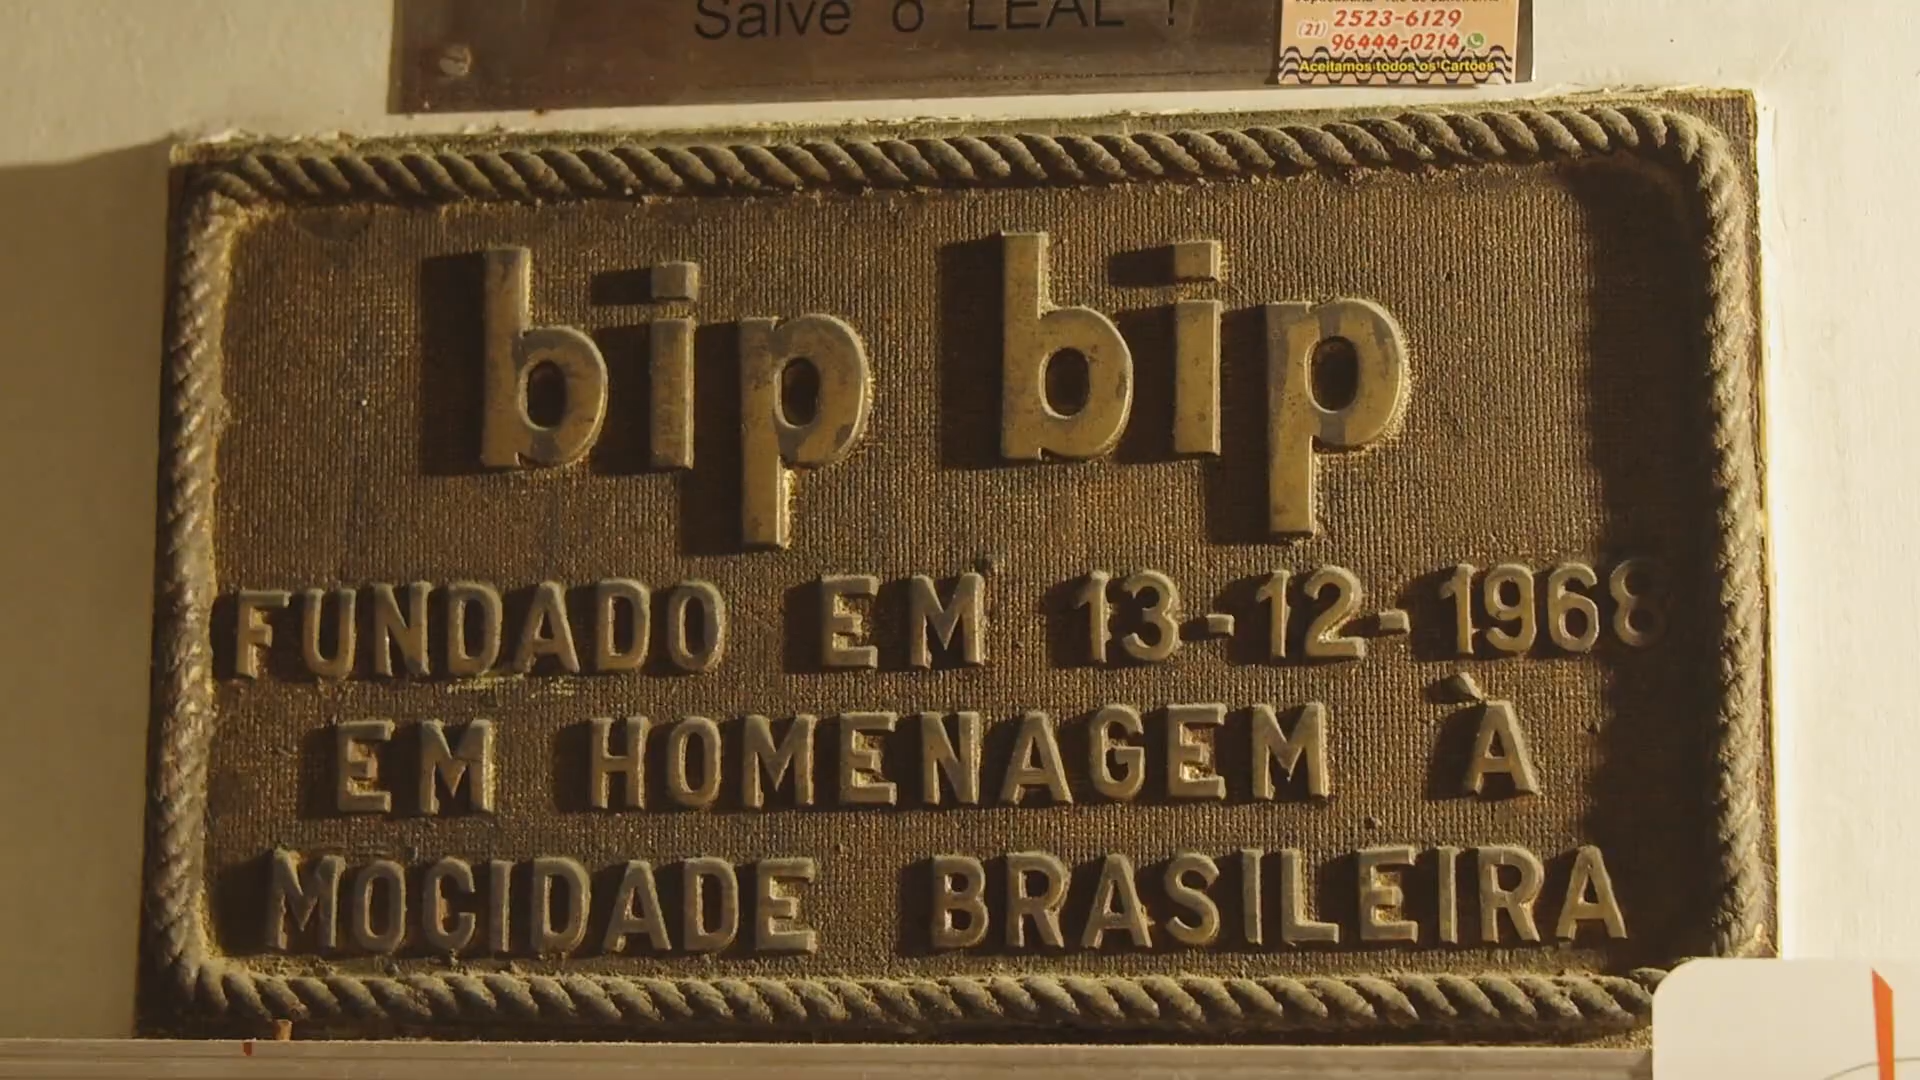 Salve o LEAL !
(21) 2523-6129
96444-0214
Aceitamos todos os Cartões
bip bip
FUNDADO EM 13-12-1968
EM HOMENAGEM À
MOCIDADE BRASILEIRA